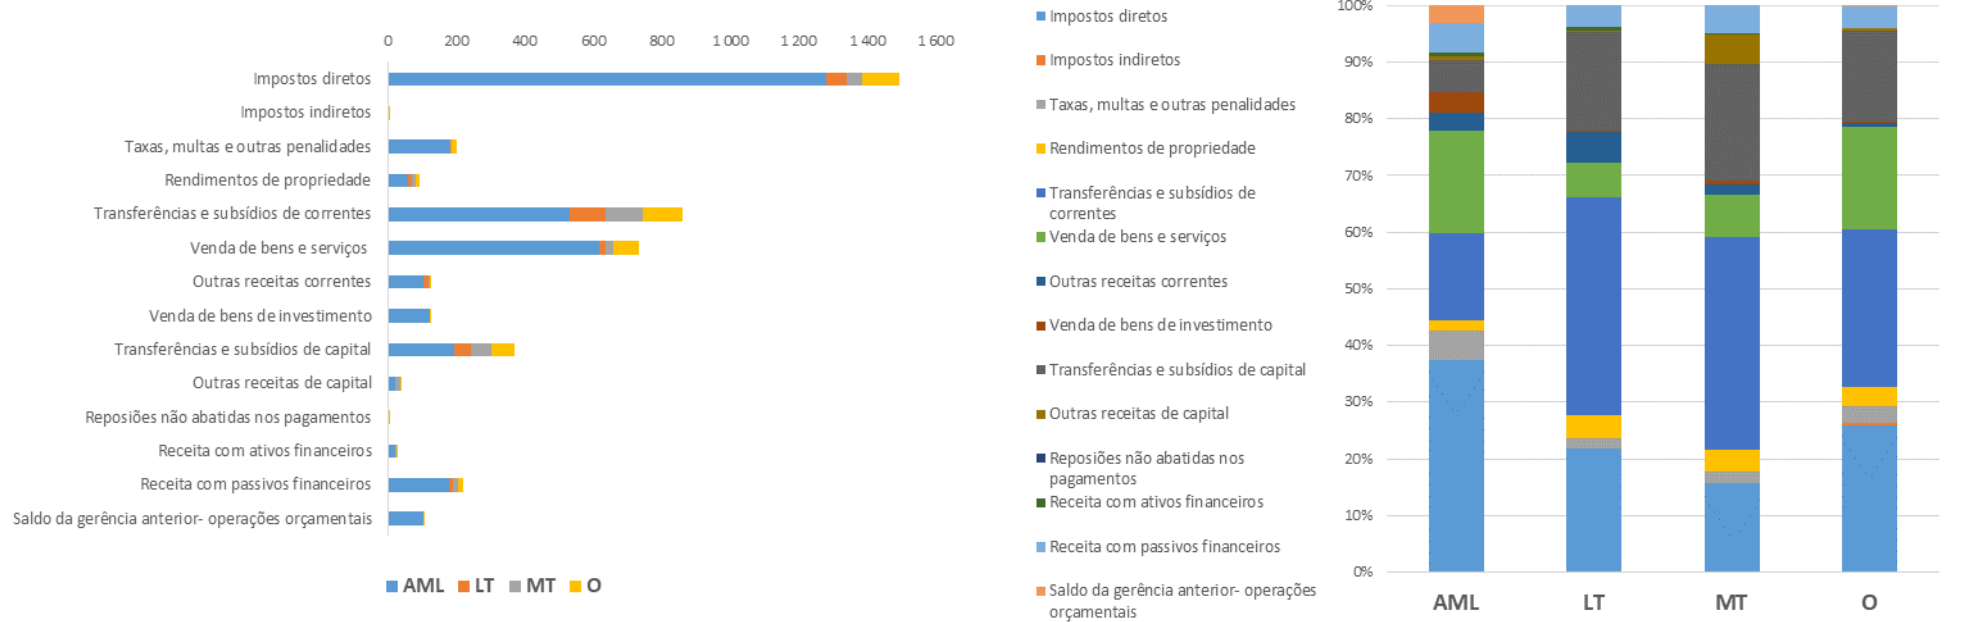 0 200 400 600 800 1 000 1 200 1 400 1 600
Impostos diretos
Impostos indiretos
Taxas, multas e outras penalidades
Rendimentos de propriedade
Transferências e subsídios de correntes
Venda de bens e serviços
Outras receitas correntes
Venda de bens de investimento
Transferências e subsídios de capital
Outras receitas de capital
Reposiões não abatidas nos pagamentos
Receita com ativos financeiros
Receita com passivos financeiros
Saldo da gerência anterior- operações orçamentais
AML LT MT O
Impostos diretos
Impostos indiretos
Taxas, multas e outras penalidades
Rendimentos de propriedade
Transferências e subsídios de
correntes
Venda de bens e serviços
Outras receitas correntes
Venda de bens de investimento
Transferências e subsídios de capital
Outras receitas de capital
Reposiões não abatidas nos
pagamentos
Receita com ativos financeiros
Receita com passivos financeiros
Saldo da gerência anterior- operações
orçamentais
100%
90%
80%
70%
60%
50%
40%
30%
20%
10%
0%
AML LT MT O